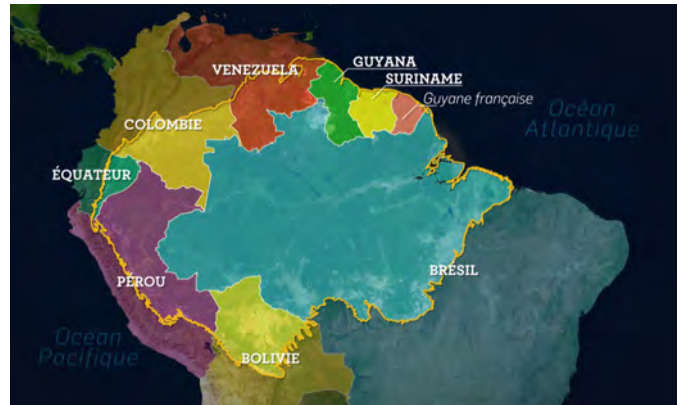 VENEZUELA
GUYANA
SURINAME
Guyane française
Océan
Atlantique
COLOMBIE
ÉQUATEUR
PÉROU
BRÉSIL
Océan
Pacifique
BOLIVIE